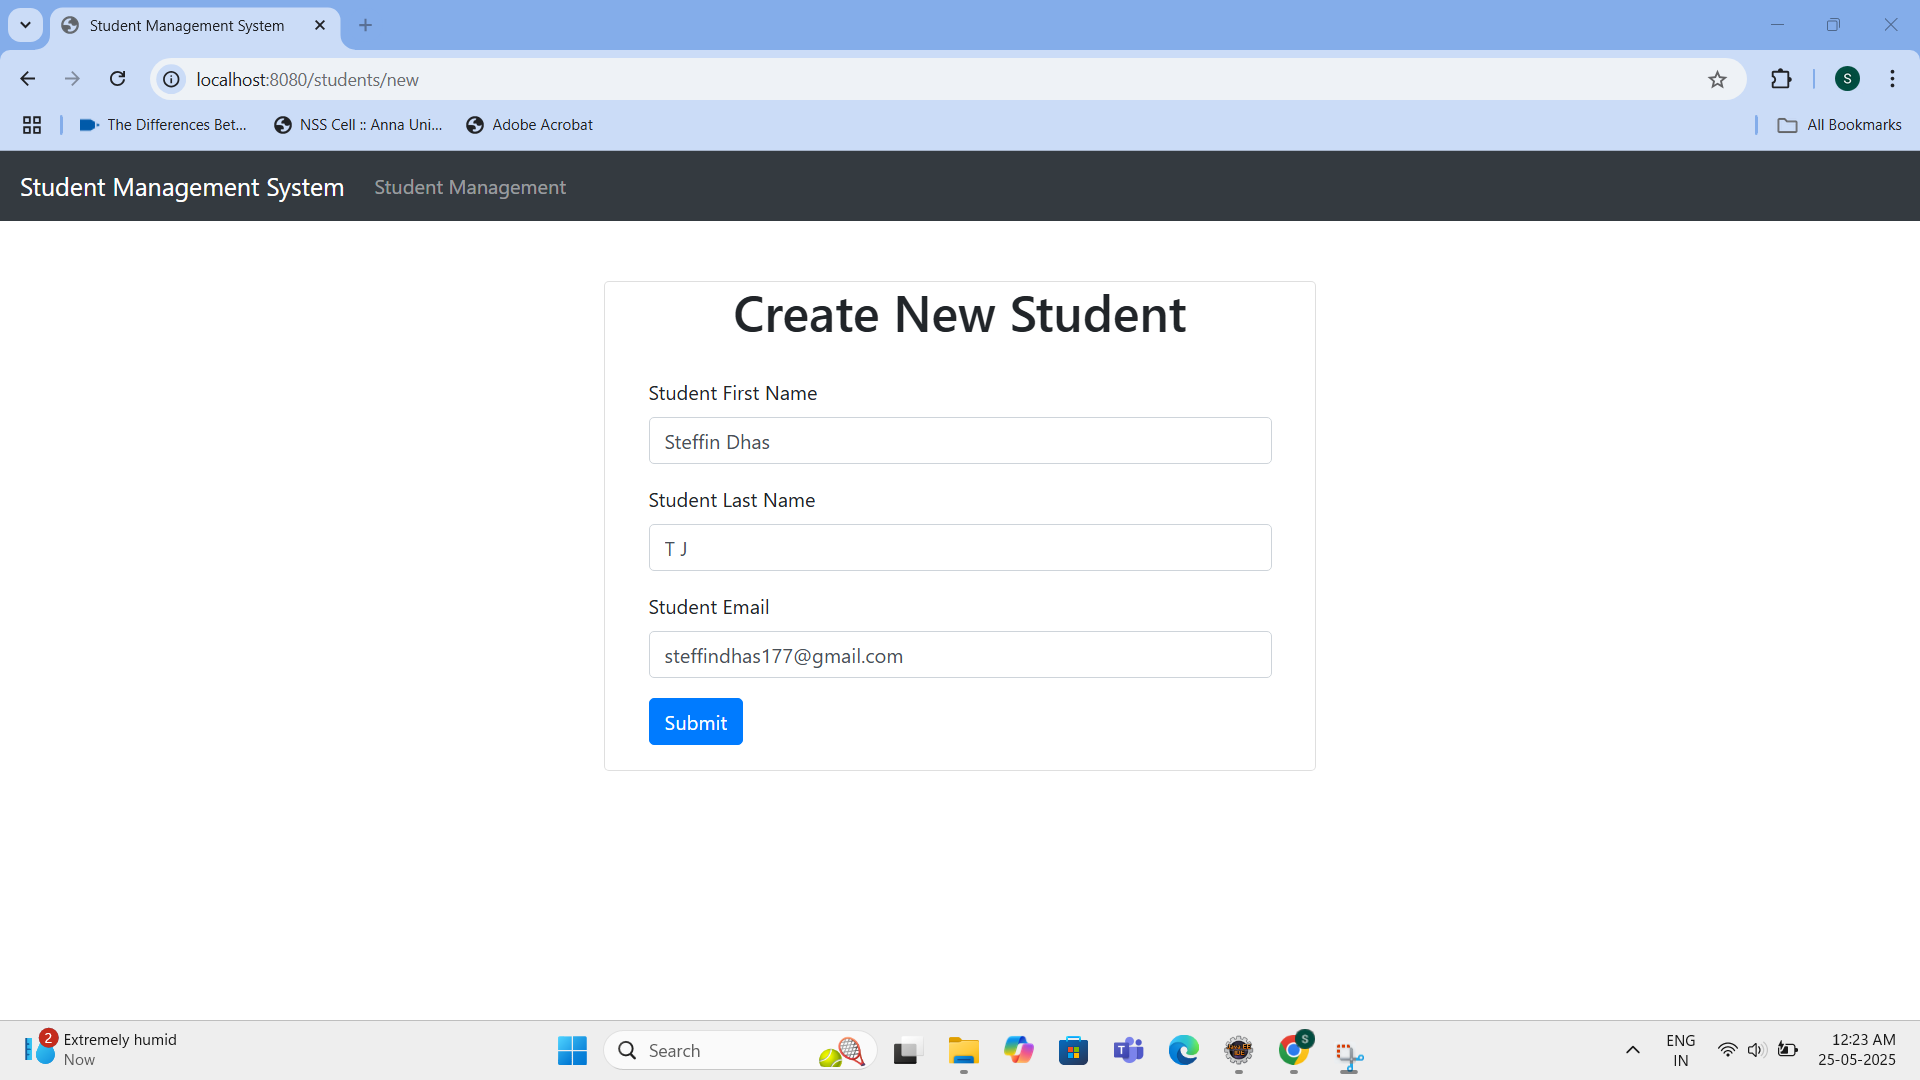 Student Management System
localhost:8080/students/new
S
The Differences Bet...
NSS Cell :: Anna Uni...
Adobe Acrobat
All Bookmarks
Student Management System
Student Management
Create New Student
Student First Name
Steffin Dhas
Student Last Name
T J
Student Email
steffindhas177@gmail.com
Submit
2
Extremely humid
Now
Search
S
ENG
IN
12:23 AM
25-05-2025